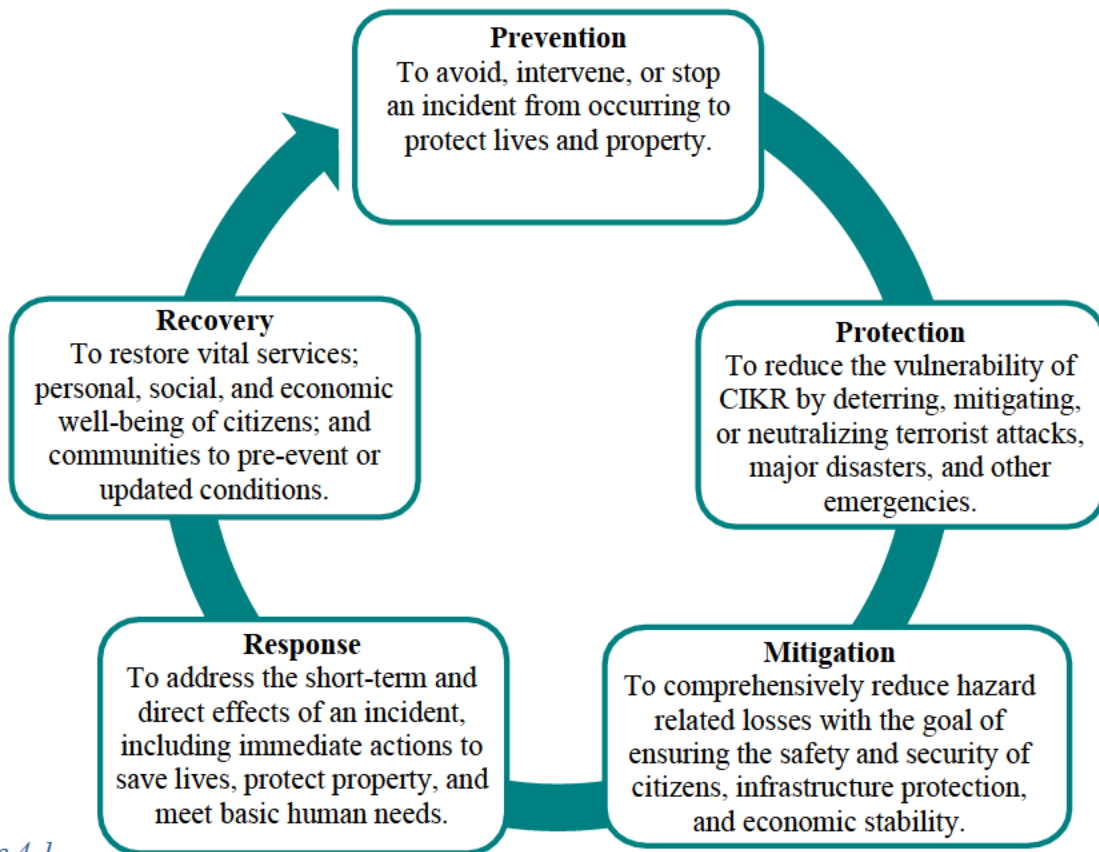 Prevention
To avoid, intervene, or stop
an incident from occurring to
protect lives and property.
Protection
To reduce the vulnerability of
CIKR by deterring, mitigating,
or neutralizing terrorist attacks,
major disasters, and other
emergencies.
Mitigation
To comprehensively reduce hazard
related losses with the goal of
ensuring the safety and security of
citizens, infrastructure protection,
and economic stability.
Response
To address the short-term and
direct effects of an incident,
including immediate actions to
save lives, protect property, and
meet basic human needs.
Recovery
To restore vital services;
personal, social, and economic
well-being of citizens; and
communities to pre-event or
updated conditions.